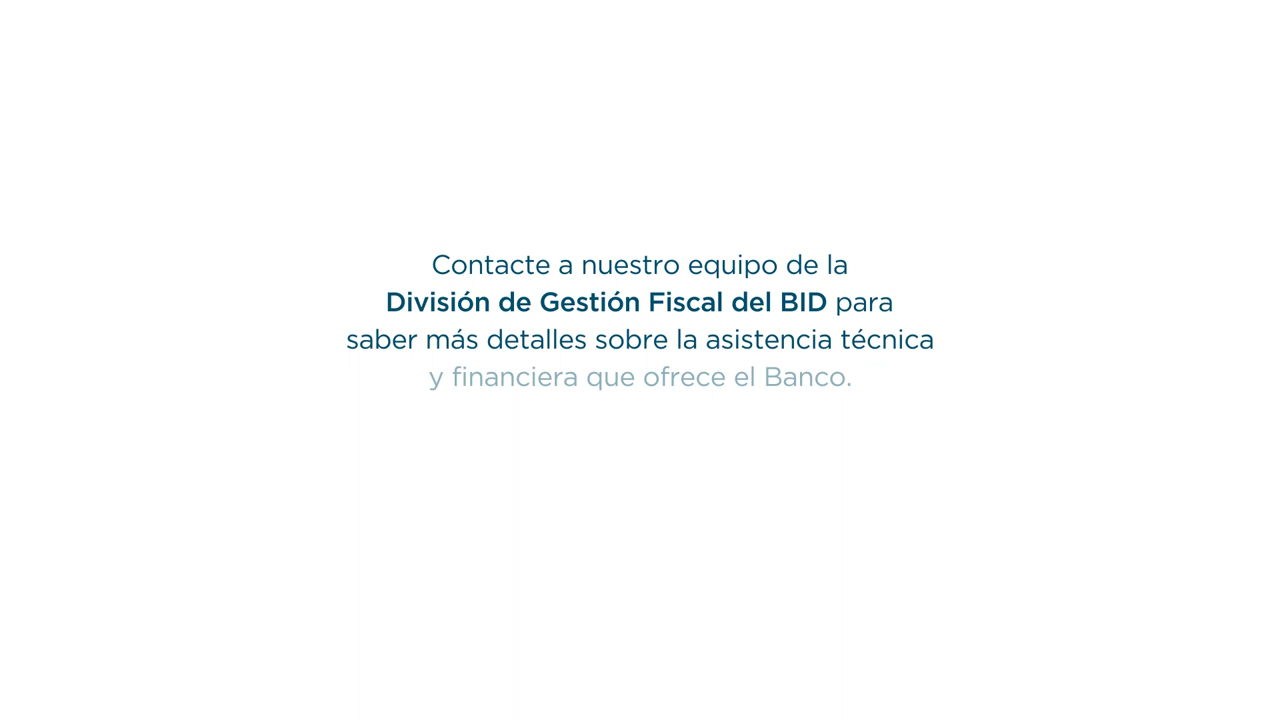 Contacte a nuestro equipo de la
División de Gestión Fiscal del BID para
saber más detalles sobre la asistencia técnica
y financiera que ofrece el Banco.